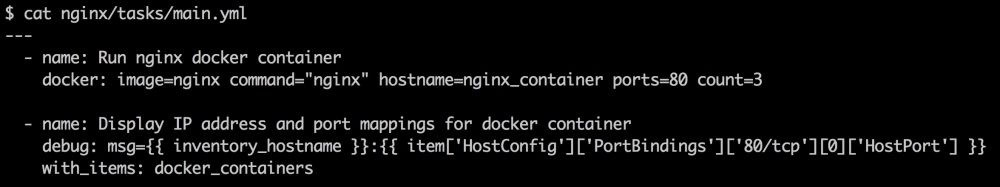 $ cat nginx/tasks/main.yml
---
  - name: Run nginx docker container
    docker: image=nginx command="nginx" hostname=nginx_container ports=80 count=3

  - name: Display IP address and port mappings for docker container
    debug: msg={{ inventory_hostname }}:{{ item['HostConfig']['PortBindings']['80/tcp'][0]['HostPort'] }}
    with_items: docker_containers